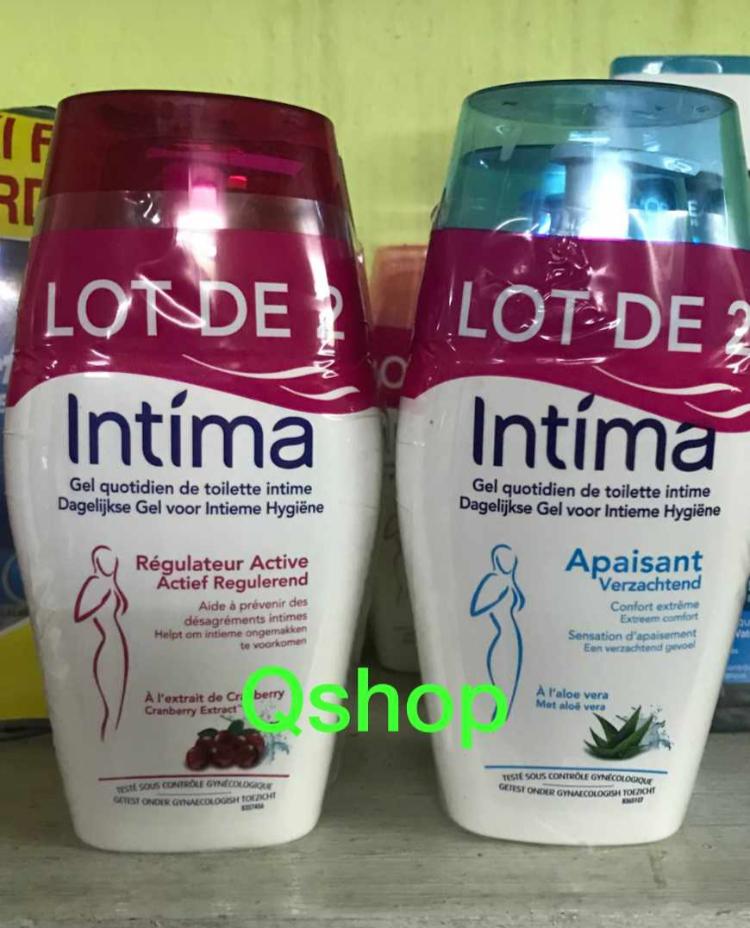 LOT DE 2
Intíma
Gel quotidien de toilette intime
Dagelijkse Gel voor Intieme Hygiëne
Régulateur Active
Actief Regulerend
Aide à prévenir des
désagréments intimes
Helpt om intieme ongemakken
te voorkomen
À l'extrait de Cranberry
Cranberry Extract
TESTÉ SOUS CONTRÔLE GYNÉCOLOGIQUE
GETEST ONDER GYNAECOLOGISH TOEZICHT
LOT DE 2
Intíma
Gel quotidien de toilette intime
Dagelijkse Gel voor Intieme Hygiëne
Apaisant
Verzachtend
Confort extrême
Extreem comfort
Sensation d'apaisement
Een verzachtend gevoel
À l'aloe vera
Met aloë vera
TESTÉ SOUS CONTRÔLE GYNÉCOLOGIQUE
GETEST ONDER GYNAECOLOGISH TOEZICHT
Qshop